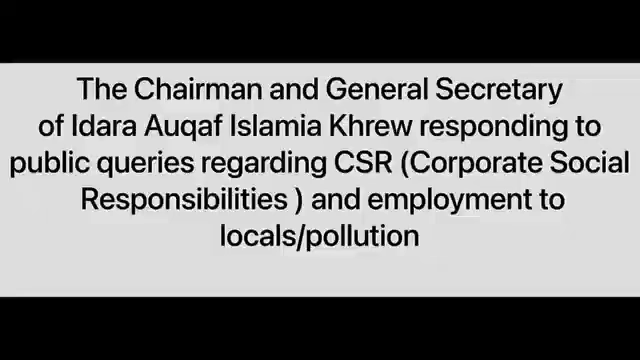 The Chairman and General Secretary
of Idara Auqaf Islamia Khrew responding to
public queries regarding CSR (Corporate Social
Responsibilities ) and employment to
locals/pollution